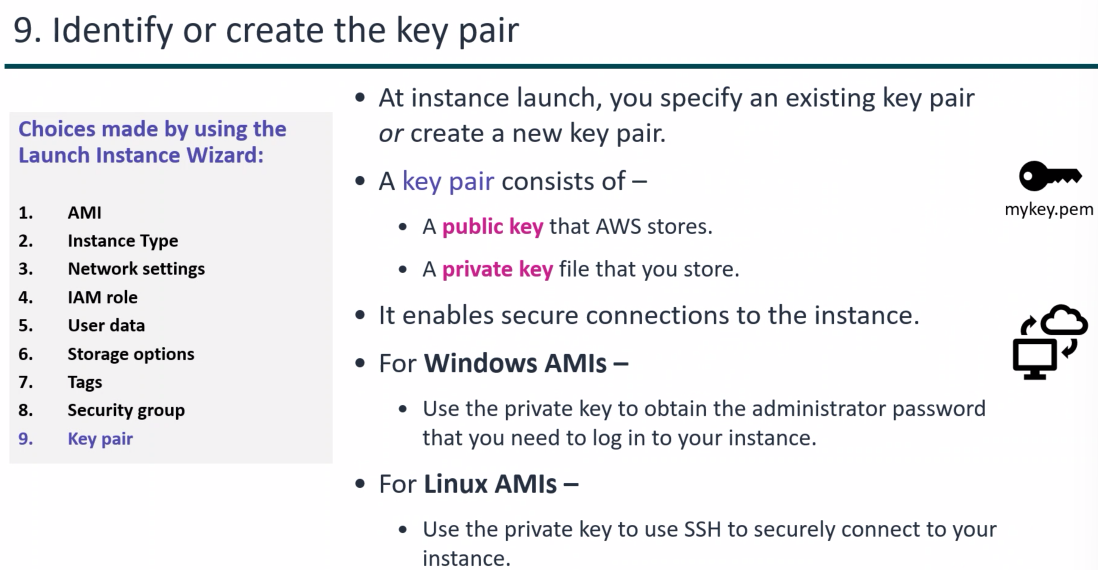 9. Identify or create the key pair
Choices made by using the
Launch Instance Wizard:
1. AMI
2. Instance Type
3. Network settings
4. IAM role
5. User data
6. Storage options
7. Tags
8. Security group
9. Key pair
• At instance launch, you specify an existing key pair
or create a new key pair.
• A key pair consists of –
• A public key that AWS stores.
• A private key file that you store.
• It enables secure connections to the instance.
• For Windows AMIs –
• Use the private key to obtain the administrator password
that you need to log in to your instance.
• For Linux AMIs –
• Use the private key to use SSH to securely connect to your
instance.
mykey.pem